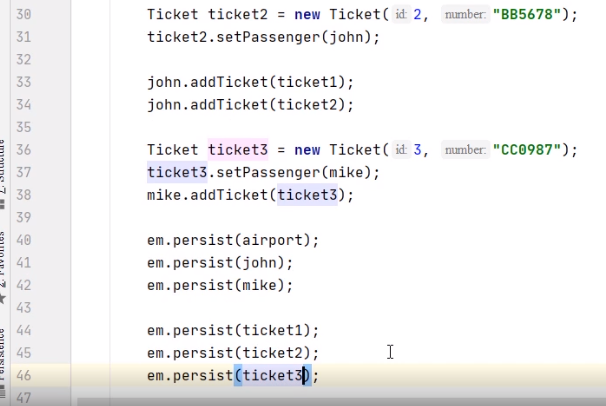 30 Ticket ticket2 = new Ticket( id: 2, number: "BB5678");
31 ticket2.setPassenger(john);
32
33 john.addTicket(ticket1);
34 john.addTicket(ticket2);
35
36 Ticket ticket3 = new Ticket( id: 3, number: "CC0987");
37 ticket3.setPassenger(mike);
38 mike.addTicket(ticket3);
39
40 em.persist(airport);
41 em.persist(john);
42 em.persist(mike);
43
44 em.persist(ticket1);
45 em.persist(ticket2);
46 em.persist(ticket3);
47
Z: Structure
2: Favorites
Persistence